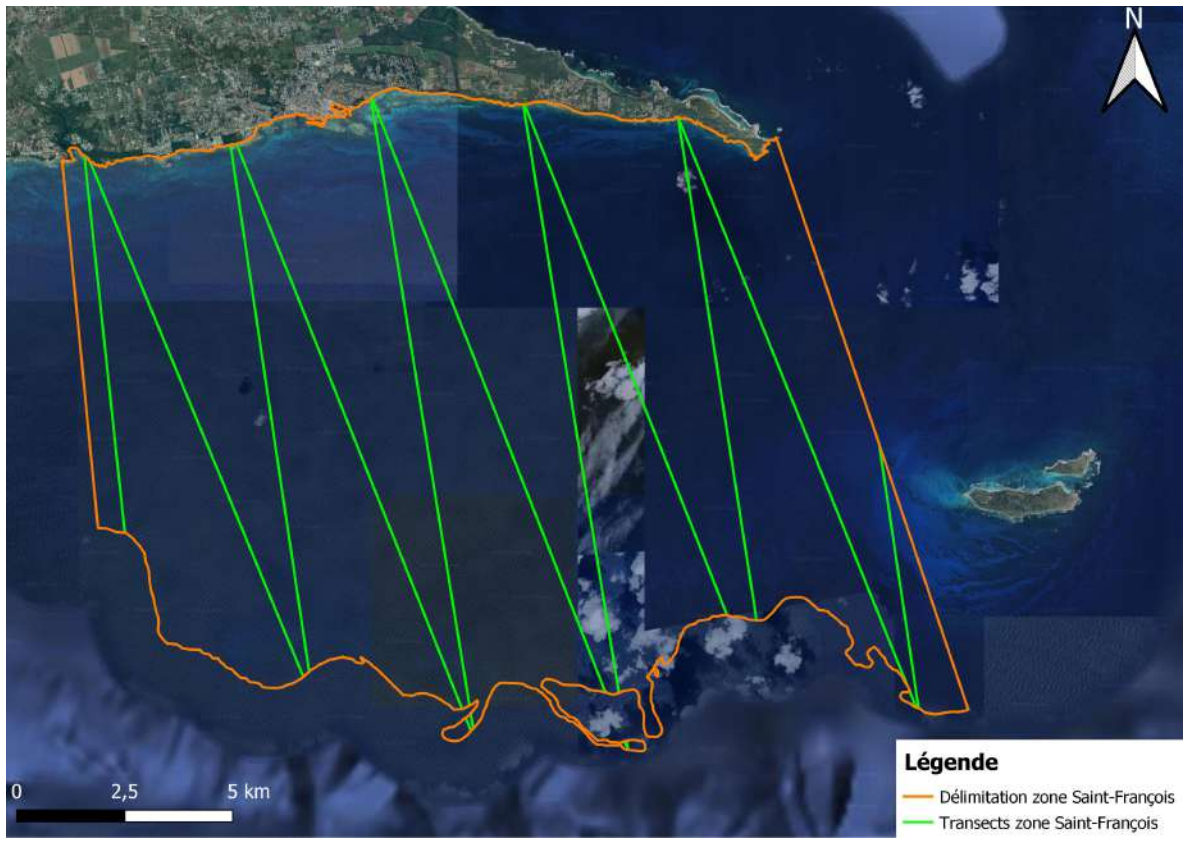 N
0 2,5 5 km
Légende
Délimitation zone Saint-François
Transects zone Saint-François